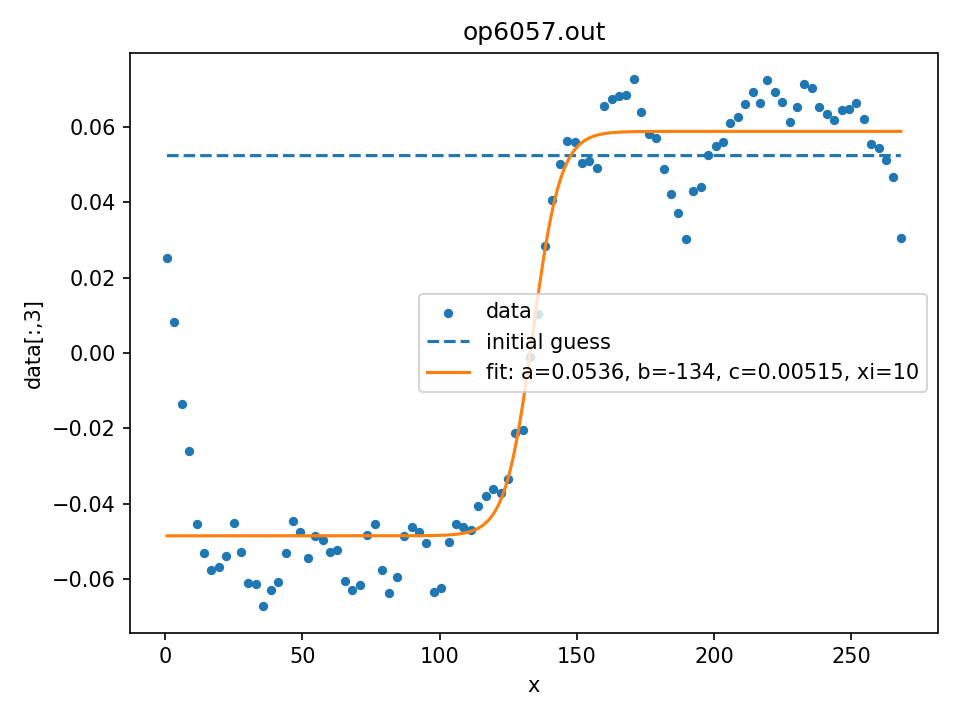 op6057.out
data[:,3]
0.06
0.04
0.02
0.00
−0.02
−0.04
−0.06
data
initial guess
fit: a=0.0536, b=-134, c=0.00515, xi=10
0 50 100 150 200 250
x